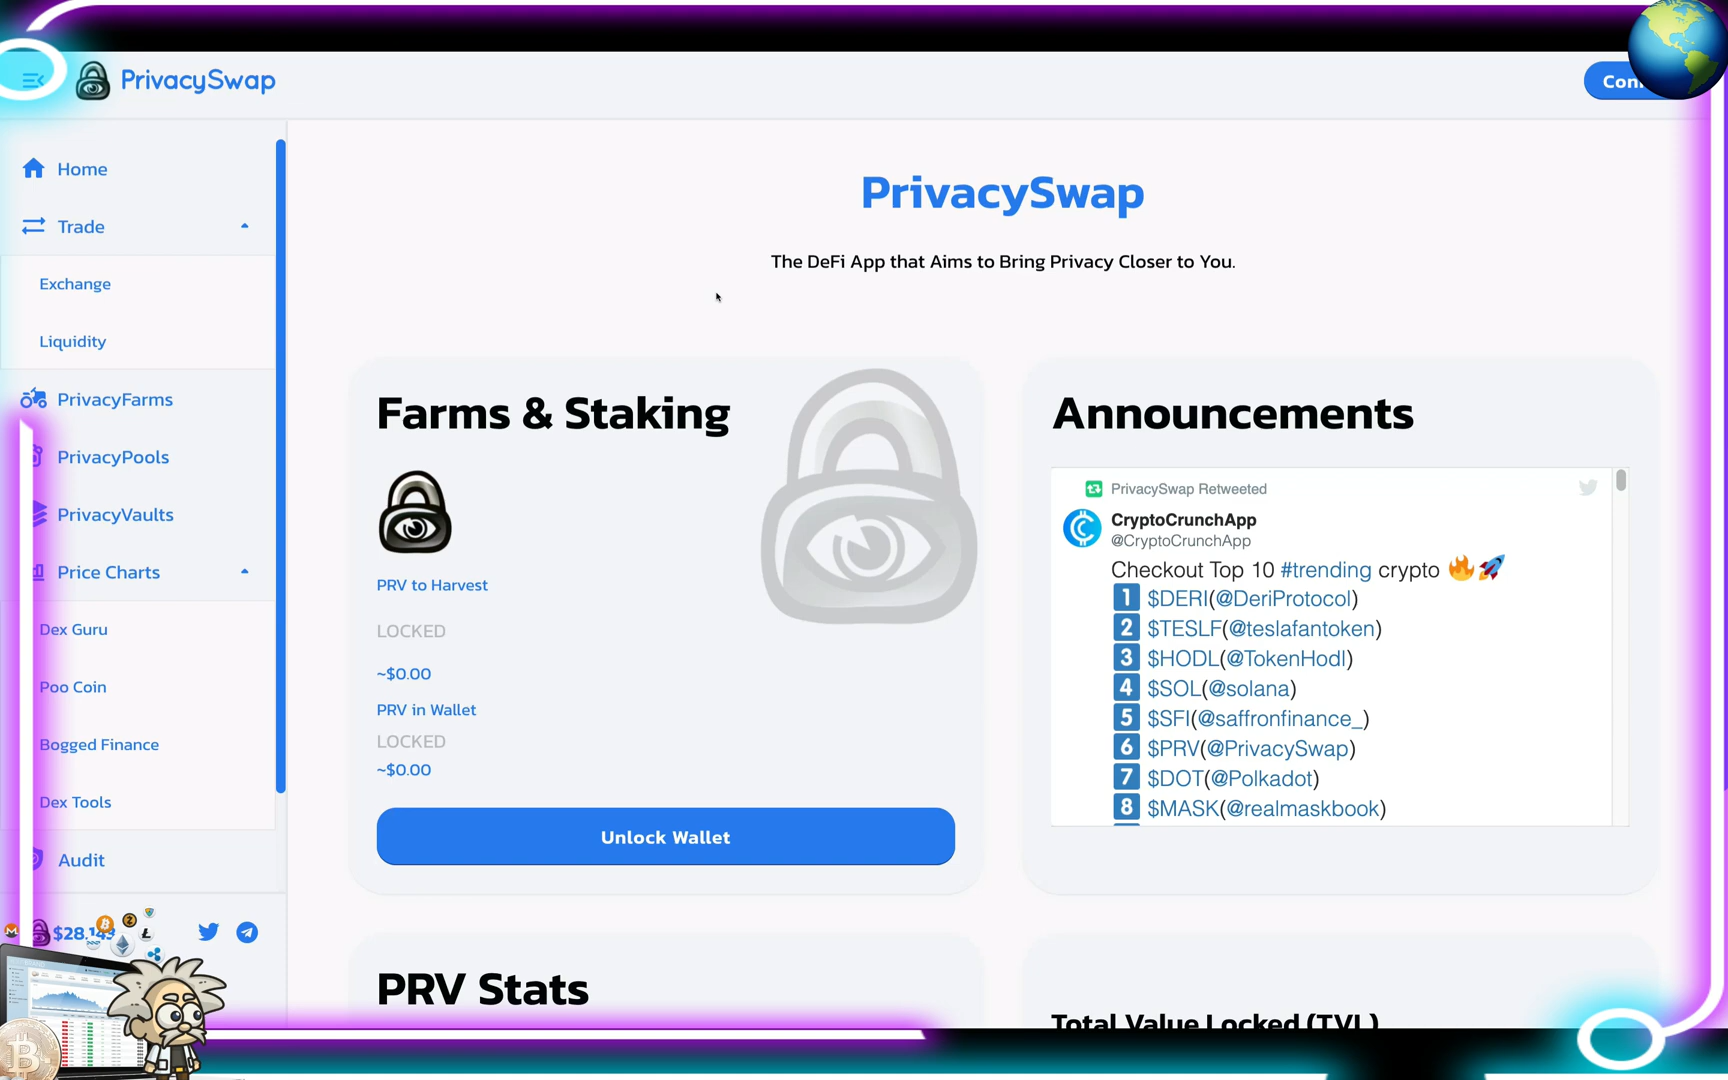 PrivacySwap
Con
Home
Trade
Exchange
Liquidity
PrivacyFarms
PrivacyPools
PrivacyVaults
Price Charts
Dex Guru
Poo Coin
Bogged Finance
Dex Tools
Audit
PrivacySwap
The DeFi App that Aims to Bring Privacy Closer to You.
Farms & Staking
PRV to Harvest
LOCKED
~$0.00
PRV in Wallet
LOCKED
~$0.00
Unlock Wallet
Announcements
PrivacySwap Retweeted
CryptoCrunchApp
@CryptoCrunchApp
Checkout Top 10 #trending crypto 🔥🚀
1 $DERI(@DeriProtocol)
2 $TESLF(@teslafantoken)
3 $HODL(@TokenHodl)
4 $SOL(@solana)
5 $SFI(@saffronfinance_)
6 $PRV(@PrivacySwap)
7 $DOT(@Polkadot)
8 $MASK(@realmaskbook)
PRV Stats
Total Value Locked (TVL)